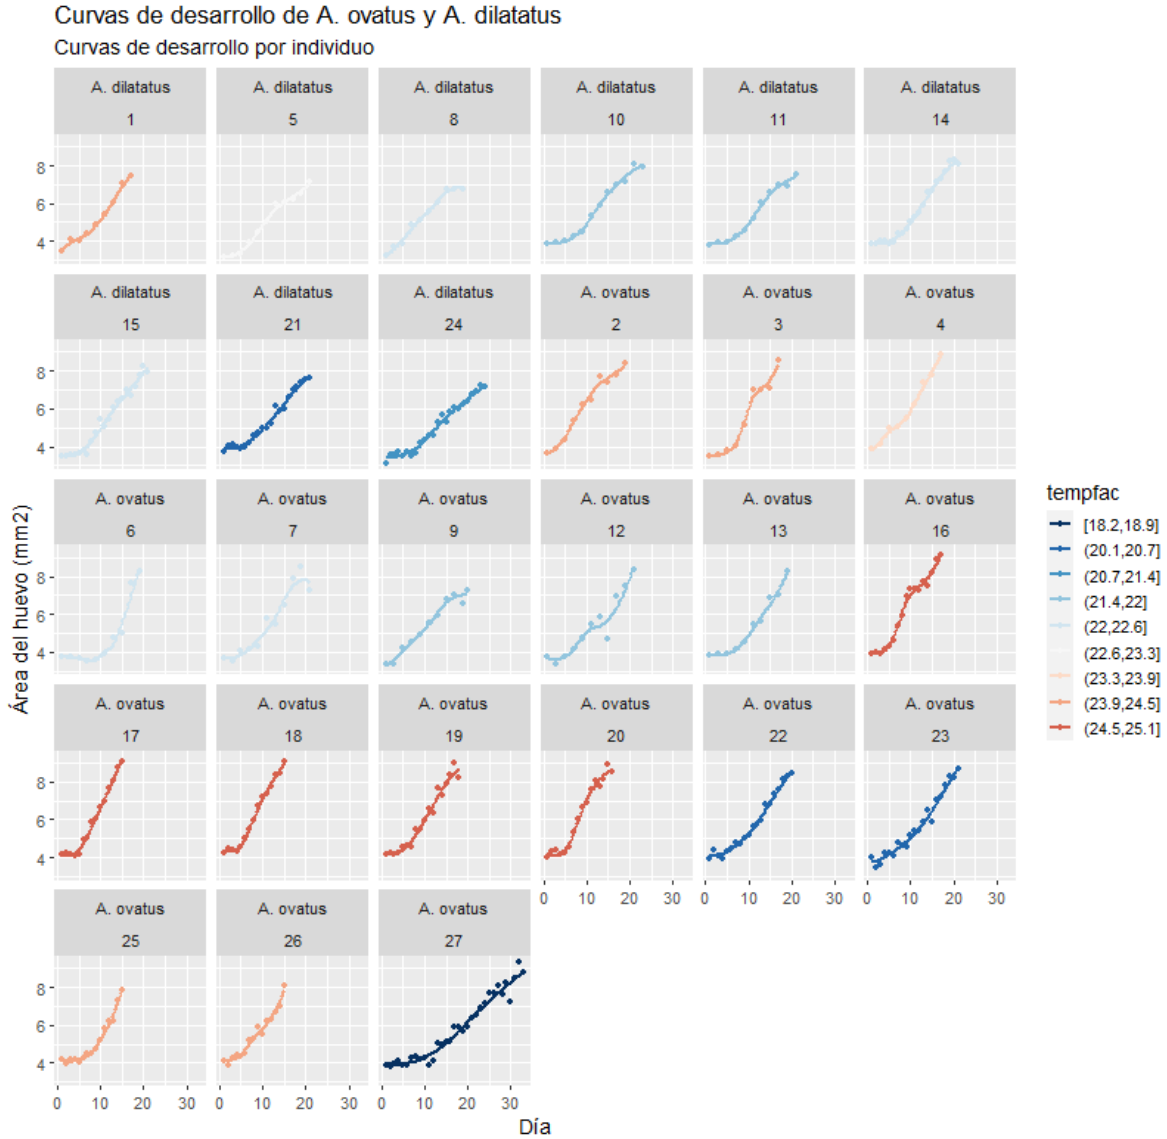 Curvas de desarrollo de A. ovatus y A. dilatatus
Curvas de desarrollo por individuo
A. dilatatus A. dilatatus A. dilatatus A. dilatatus A. dilatatus A. dilatatus
1 5 8 10 11 14
8
6
4
A. dilatatus A. dilatatus A. dilatatus A. ovatus A. ovatus A. ovatus
15 21 24 2 3 4
8
6
4
A. ovatus A. ovatus A. ovatus A. ovatus A. ovatus A. ovatus
6 7 9 12 13 16
8
6
4
A. ovatus A. ovatus A. ovatus A. ovatus A. ovatus A. ovatus
17 18 19 20 22 23
8
6
4
0 10 20 30 0 10 20 30 0 10 20 30
A. ovatus A. ovatus A. ovatus
25 26 27
8
6
4
0 10 20 30 0 10 20 30 0 10 20 30
Día
Área del huevo (mm2)
tempfac
[18.2,18.9]
(20.1,20.7]
(20.7,21.4]
(21.4,22]
(22,22.6]
(22.6,23.3]
(23.3,23.9]
(23.9,24.5]
(24.5,25.1]